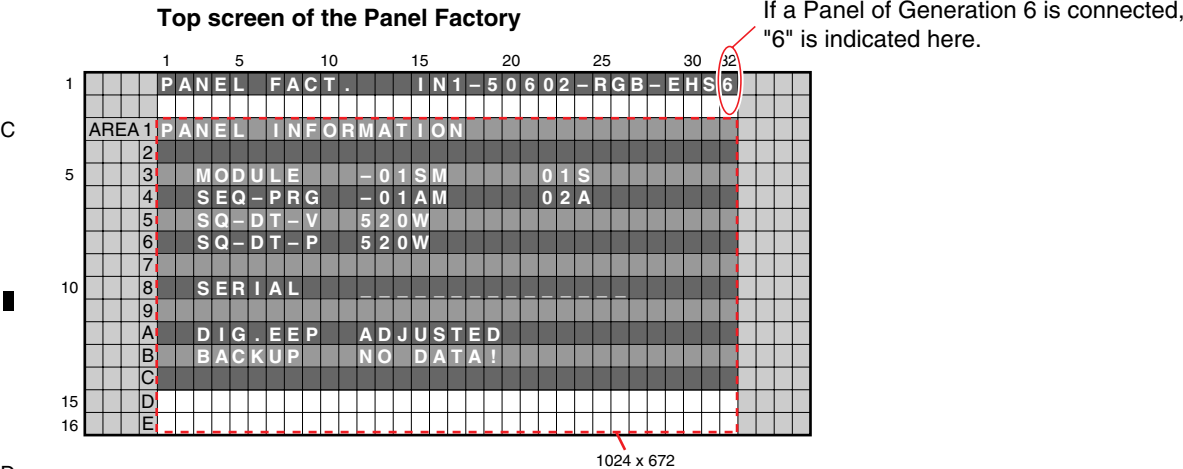 Top screen of the Panel Factory
If a Panel of Generation 6 is connected,
"6" is indicated here.
1 5 10 15 20 25 30 32
1 PANEL FACT. IN1–50602–RGB–EHS6
C
AREA 1 PANEL INFORMATION
2
5 3 MODULE –01SM 01S
4 SEQ–PRG –01AM 02A
5 SQ–DT–V 520W
6 SQ–DT–P 520W
7
10 8 SERIAL _ _ _ _ _ _ _ _ _ _ _ _ _ _ _
9
A DIG.EEP ADJUSTED
B BACKUP NO DATA!
C
15 D
16 E
1024 x 672